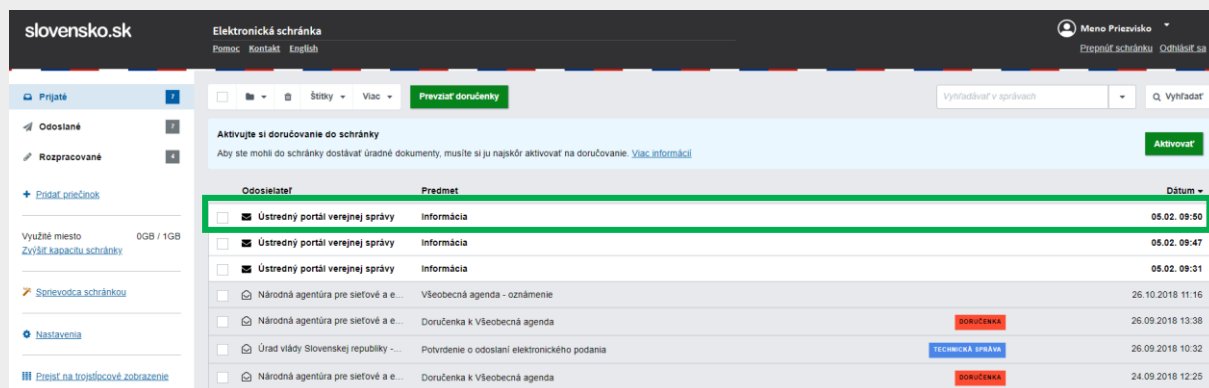 slovensko.sk
Elektronická schránka
Pomoc Kontakt English
Meno Priezvisko
Prepnúť schránku Odhlásiť sa
Prijaté 7
Odoslané 7
Rozpracované 4
Pridať priečinok
Využité miesto 0GB / 1GB
Zvýšiť kapacitu schránky
Sprievodca schránkou
Nastavenia
Prejsť na trojstĺpcové zobrazenie
Štítky Viac Prevziať doručenky Vyhľadávať v správach Vyhľadať
Aktivujte si doručovanie do schránky
Aby ste mohli do schránky dostávať úradné dokumenty, musíte si ju najskôr aktivovať na doručovanie. Viac informácií
Aktivovať
Odosielateľ Predmet Dátum
Ústredný portál verejnej správy Informácia 05.02. 09:50
Ústredný portál verejnej správy Informácia 05.02. 09:47
Ústredný portál verejnej správy Informácia 05.02. 09:31
Národná agentúra pre sieťové a e... Všeobecná agenda - oznámenie 26.10.2018 11:16
Národná agentúra pre sieťové a e... Doručenka k Všeobecná agenda DORUČENKA 26.09.2018 13:38
Úrad vlády Slovenskej republiky -... Potvrdenie o odoslaní elektronického podania TECHNICKÁ SPRÁVA 26.09.2018 10:32
Národná agentúra pre sieťové a e... Doručenka k Všeobecná agenda DORUČENKA 24.09.2018 12:25